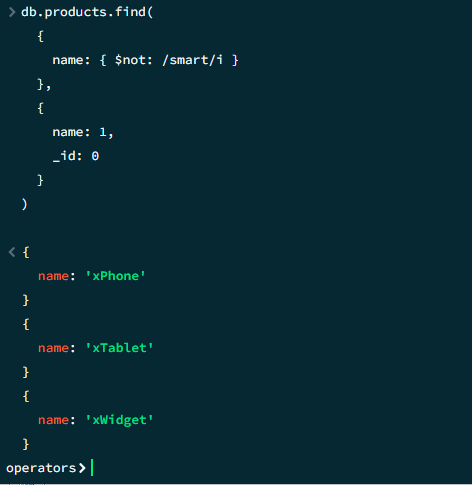 > db.products.find(
{
name: { $not: /smart/i }
},
{
name: 1,
_id: 0
}
)
< {
name: 'xPhone'
}
{
name: 'xTablet'
}
{
name: 'xWidget'
}
operators>